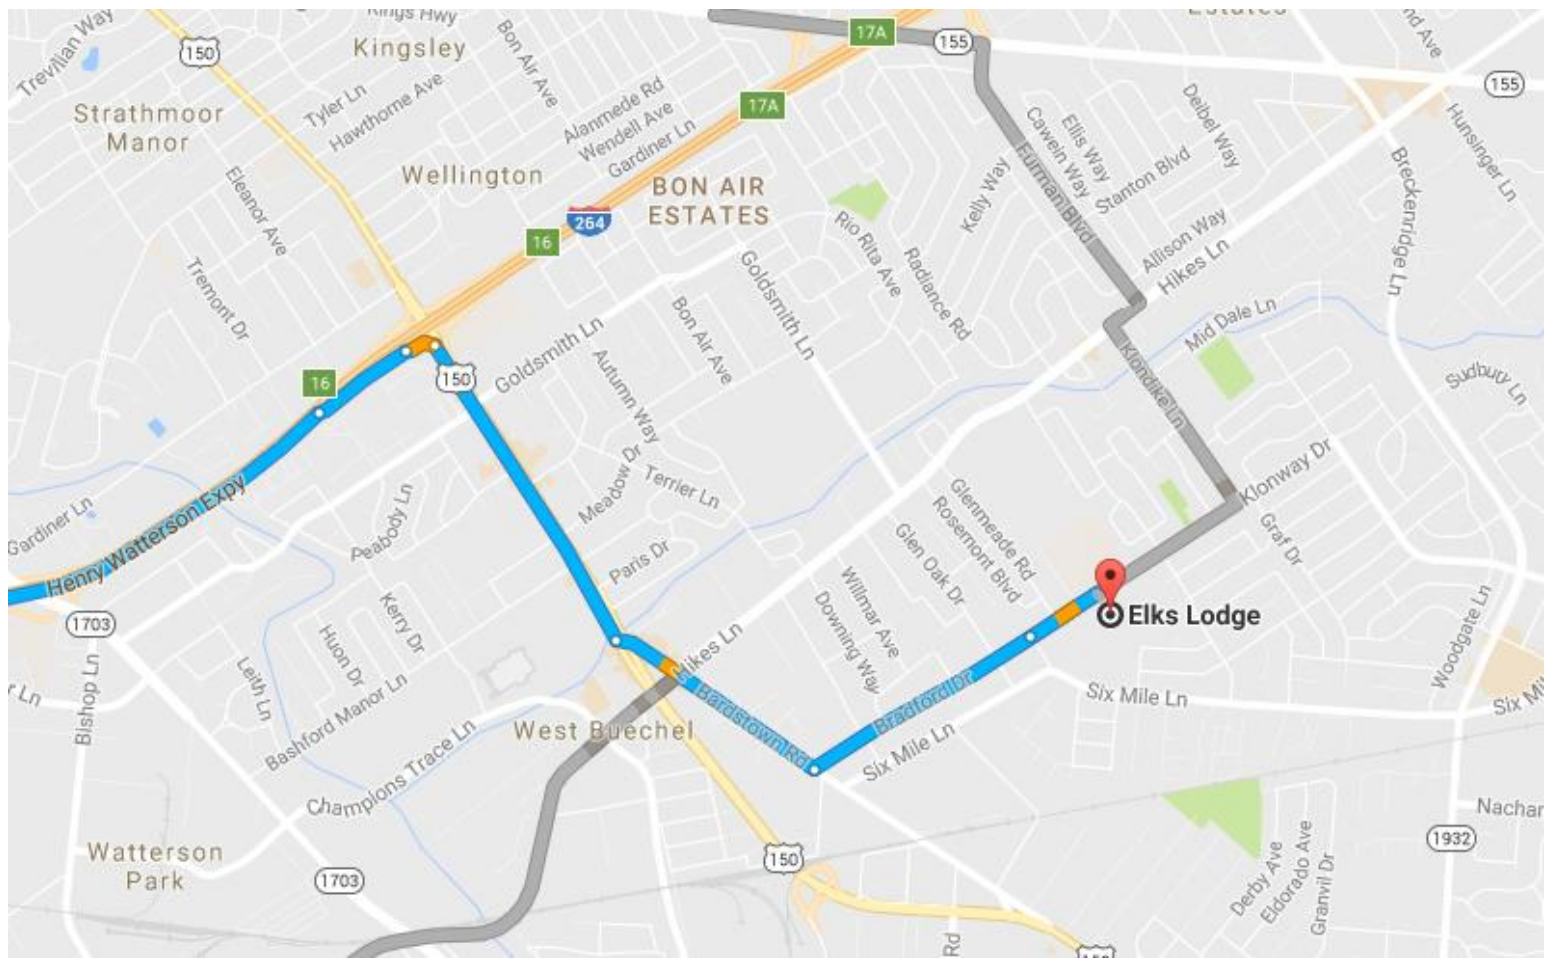 Kings Hwy
Estates
17A
155
150
Trevilian Way
Kingsley
Bon Air Ave
155
17A
Strathmoor
Manor
Tyler Ln
Hawthorne Ave
Alanmede Rd
Wendell Ave
Gardiner Ln
Cawein Way
Ellis Way
Deibel Way
Stanton Blvd
Hunsinger Ln
Wellington
BON AIR
ESTATES
Furman Blvd
Kelly Way
Breckenridge Ln
Eleanor Ave
264
16
Rio Rita Ave
Radiance Rd
Allison Way
Hikes Ln
Tremont Dr
Goldsmith Ln
Bon Air Ave
Mid Dale Ln
Goldsmith Ln
16
150
Autumn Way
Klondike Ln
Sudbury Ln
Meadow Dr
Terrier Ln
Klonway Dr
Gardiner Ln
Henry Watterson Expy
Peabody Ln
Glenmeade Rd
Rosemont Blvd
Glen Oak Dr
Graf Dr
Paris Dr
Willmar Ave
Downing Way
Elks Lodge
1703
Kerry Dr
Huon Dr
Hikes Ln
Woodgate Ln
Bishop Ln
Leith Ln
Bashford Manor Ln
S Bardstown Rd
Bradford Dr
Six Mile Ln
Six Mi
West Buechel
Champions Trace Ln
Six Mile Ln
Nachan
1932
Watterson
Park
1703
150
Derby Ave
Eldorado Ave
Granvil Dr
Rd
150